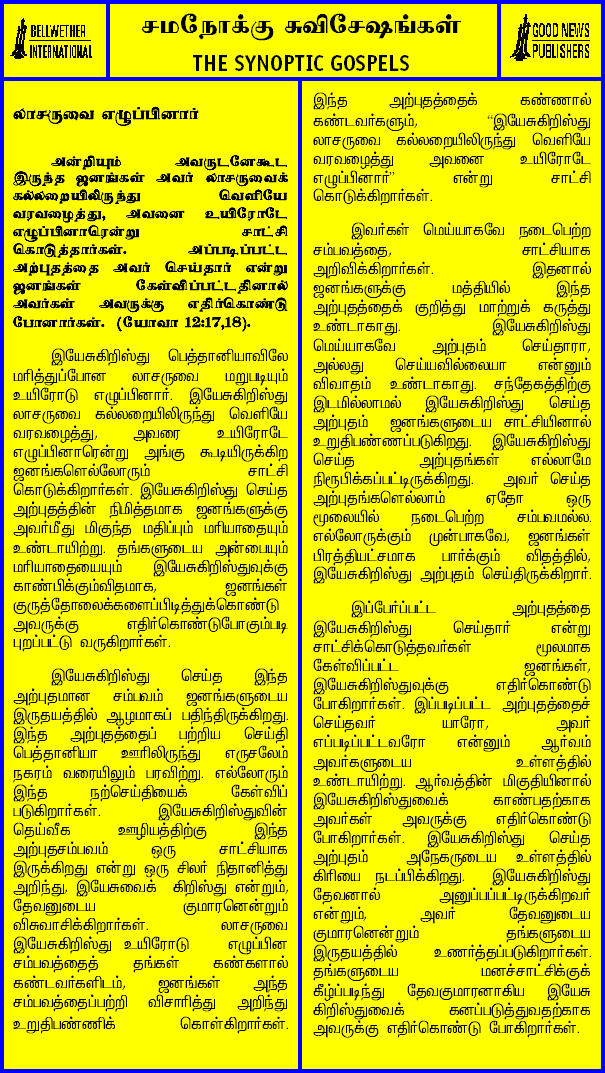 BELLWETHER
INTERNATIONAL
சமநோக்கு சுவிசேஷங்கள்
THE SYNOPTIC GOSPELS
GOOD NEWS
PUBLISHERS
லாசருவை எழுப்பினார்
அன்றியும் அவருடனேகூட
இருந்த ஜனங்கள் அவர் லாசருவைக்
கல்லறையிலிருந்து வெளியே
வரவழைத்து, அவனை உயிரோடே
எழுப்பினாரென்று சாட்சி
கொடுத்தார்கள். அப்படிப்பட்ட
அற்புதத்தை அவர் செய்தார் என்று
ஜனங்கள் கேள்விப்பட்டதினால்
அவர்கள் அவருக்கு எதிர்கொண்டு
போனார்கள். (யோவா 12:17,18).
இயேசுகிறிஸ்து பெத்தானியாவிலே
மரித்துப்போன லாசருவை மறுபடியும்
உயிரோடு எழுப்பினார். இயேசுகிறிஸ்து
லாசருவை கல்லறையிலிருந்து வெளியே
வரவழைத்து, அவரை உயிரோடே
எழுப்பினாரென்று அங்கு கூடியிருக்கிற
ஜனங்களெல்லோரும் சாட்சி
கொடுக்கிறார்கள். இயேசுகிறிஸ்து செய்த
அற்புதத்தின் நிமித்தமாக ஜனங்களுக்கு
அவர்மீது மிகுந்த மதிப்பும் மரியாதையும்
உண்டாயிற்று. தங்களுடைய அன்பையும்
மரியாதையையும் இயேசுகிறிஸ்துவுக்கு
காண்பிக்கும்விதமாக, ஜனங்கள்
குருத்தோலைக்களைப்பிடித்துக்கொண்டு
அவருக்கு எதிர்கொண்டுபோகும்படி
புறப்பட்டு வருகிறார்கள்.
இயேசுகிறிஸ்து செய்த இந்த
அற்புதமான சம்பவம் ஜனங்களுடைய
இருதயத்தில் ஆழமாகப் பதிந்திருக்கிறது.
இந்த அற்புதத்தைப் பற்றிய செய்தி
பெத்தானியா ஊரிலிருந்து எருசலேம்
நகரம் வரையிலும் பரவிற்று. எல்லோரும்
இந்த நற்செய்தியைக் கேள்விப்
படுகிறார்கள். இயேசுகிறிஸ்துவின்
தெய்வீக ஊழியத்திற்கு இந்த
அற்புதசம்பவம் ஒரு சாட்சியாக
இருக்கிறது என்று ஒரு சிலர் நிதானித்து
அறிந்து, இயேசுவைக் கிறிஸ்து என்றும்,
தேவனுடைய குமாரனென்றும்
விசுவாசிக்கிறார்கள். லாசருவை
இயேசுகிறிஸ்து உயிரோடு எழுப்பின
சம்பவத்தைத் தங்கள் கண்களால்
கண்டவர்களிடம், ஜனங்கள் அந்த
சம்பவத்தைப்பற்றி விசாரித்து அறிந்து
உறுதிபண்ணிக் கொள்கிறார்கள்.
இந்த அற்புதத்தைக் கண்ணால்
கண்டவர்களும், “இயேசுகிறிஸ்து
லாசருவை கல்லறையிலிருந்து வெளியே
வரவழைத்து அவனை உயிரோடே
எழுப்பினார்” என்று சாட்சி
கொடுக்கிறார்கள்.
இவர்கள் மெய்யாகவே நடைபெற்ற
சம்பவத்தை, சாட்சியாக
அறிவிக்கிறார்கள். இதனால்
ஜனங்களுக்கு மத்தியில் இந்த
அற்புதத்தைக் குறித்து மாற்றுக் கருத்து
உண்டாகாது. இயேசுகிறிஸ்து
மெய்யாகவே அற்புதம் செய்தாரா,
அல்லது செய்யவில்லையா என்னும்
விவாதம் உண்டாகாது. சந்தேகத்திற்கு
இடமில்லாமல் இயேசுகிறிஸ்து செய்த
அற்புதம் ஜனங்களுடைய சாட்சியினால்
உறுதிபண்ணப்படுகிறது. இயேசுகிறிஸ்து
செய்த அற்புதங்கள் எல்லாமே
நிரூபிக்கப்பட்டிருக்கிறது. அவர் செய்த
அற்புதங்களெல்லாம் ஏதோ ஒரு
மூலையில் நடைபெற்ற சம்பவமல்ல.
எல்லோருக்கும் முன்பாகவே, ஜனங்கள்
பிரத்தியட்சமாக பார்க்கும் விதத்தில்,
இயேசுகிறிஸ்து அற்புதம் செய்திருக்கிறார்.
இப்பேர்ப்பட்ட அற்புதத்தை
இயேசுகிறிஸ்து செய்தார் என்று
சாட்சிக்கொடுத்தவர்கள் மூலமாக
கேள்விப்பட்ட ஜனங்கள்,
இயேசுகிறிஸ்துவுக்கு எதிர்கொண்டு
போகிறார்கள். இப்படிப்பட்ட அற்புதத்தைச்
செய்தவர் யாரோ, அவர்
எப்படிப்பட்டவரோ என்னும் ஆர்வம்
அவர்களுடைய உள்ளத்தில்
உண்டாயிற்று. ஆர்வத்தின் மிகுதியினால்
இயேசுகிறிஸ்துவைக் காண்பதற்காக
அவர்கள் அவருக்கு எதிர்கொண்டு
போகிறார்கள். இயேசுகிறிஸ்து செய்த
அற்புதம் அநேகருடைய உள்ளத்தில்
கிரியை நடப்பிக்கிறது. இயேசுகிறிஸ்து
தேவனால் அனுப்பப்பட்டிருக்கிறவர்
என்றும், அவர் தேவனுடைய
குமாரனென்றும் தங்களுடைய
இருதயத்தில் உணர்த்தப்படுகிறார்கள்.
தங்களுடைய மனச்சாட்சிக்குக்
கீழ்ப்படிந்து தேவகுமாரனாகிய இயேசு
கிறிஸ்துவைக் கனப்படுத்துவதற்காக
அவருக்கு எதிர்கொண்டு போகிறார்கள்.